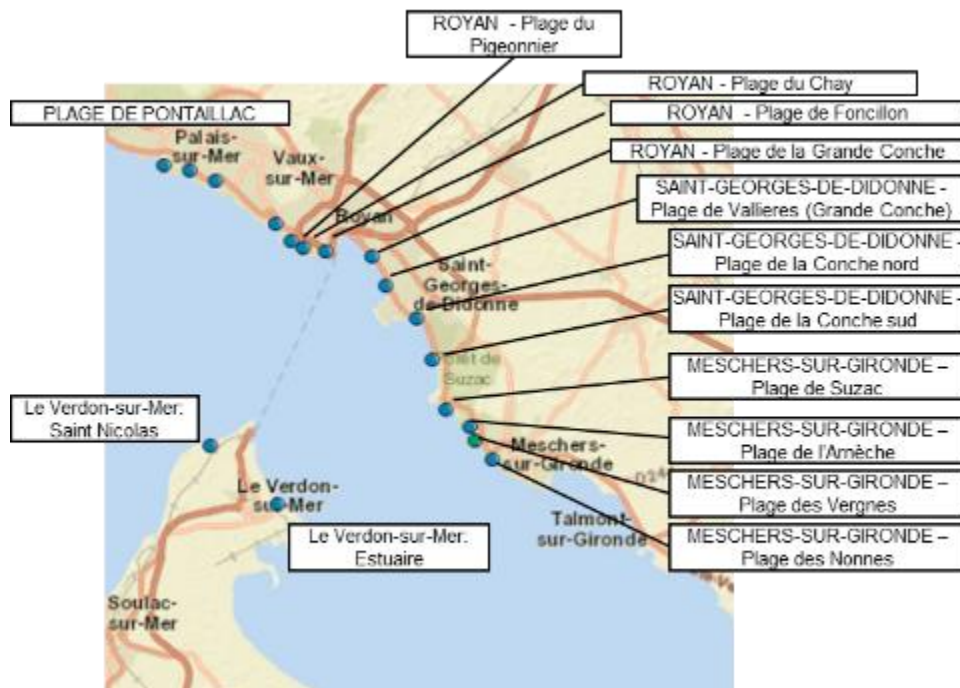 ROYAN - Plage du
Pigeonnier
ROYAN - Plage du Chay
PLAGE DE PONTAILLAC
ROYAN - Plage de Foncillon
Palais-
sur-Mer
Vaux-
sur-Mer
ROYAN - Plage de la Grande Conche
SAINT-GEORGES-DE-DIDONNE -
Plage de Vallieres (Grande Conche)
Royan
SAINT-GEORGES-DE-DIDONNE -
Plage de la Conche nord
Saint-
Georges-
de-Didonne
SAINT-GEORGES-DE-DIDONNE -
Plage de la Conche sud
Suzac
MESCHERS-SUR-GIRONDE –
Plage de Suzac
Le Verdon-sur-Mer:
Saint Nicolas
MESCHERS-SUR-GIRONDE –
Plage de l'Arnèche
Meschers-
sur-Gironde
MESCHERS-SUR-GIRONDE –
Plage des Vergnes
Le Verdon-
sur-Mer
Talmont-
sur-Gironde
MESCHERS-SUR-GIRONDE –
Plage des Nonnes
Le Verdon-sur-Mer:
Estuaire
Soulac-
sur-Mer